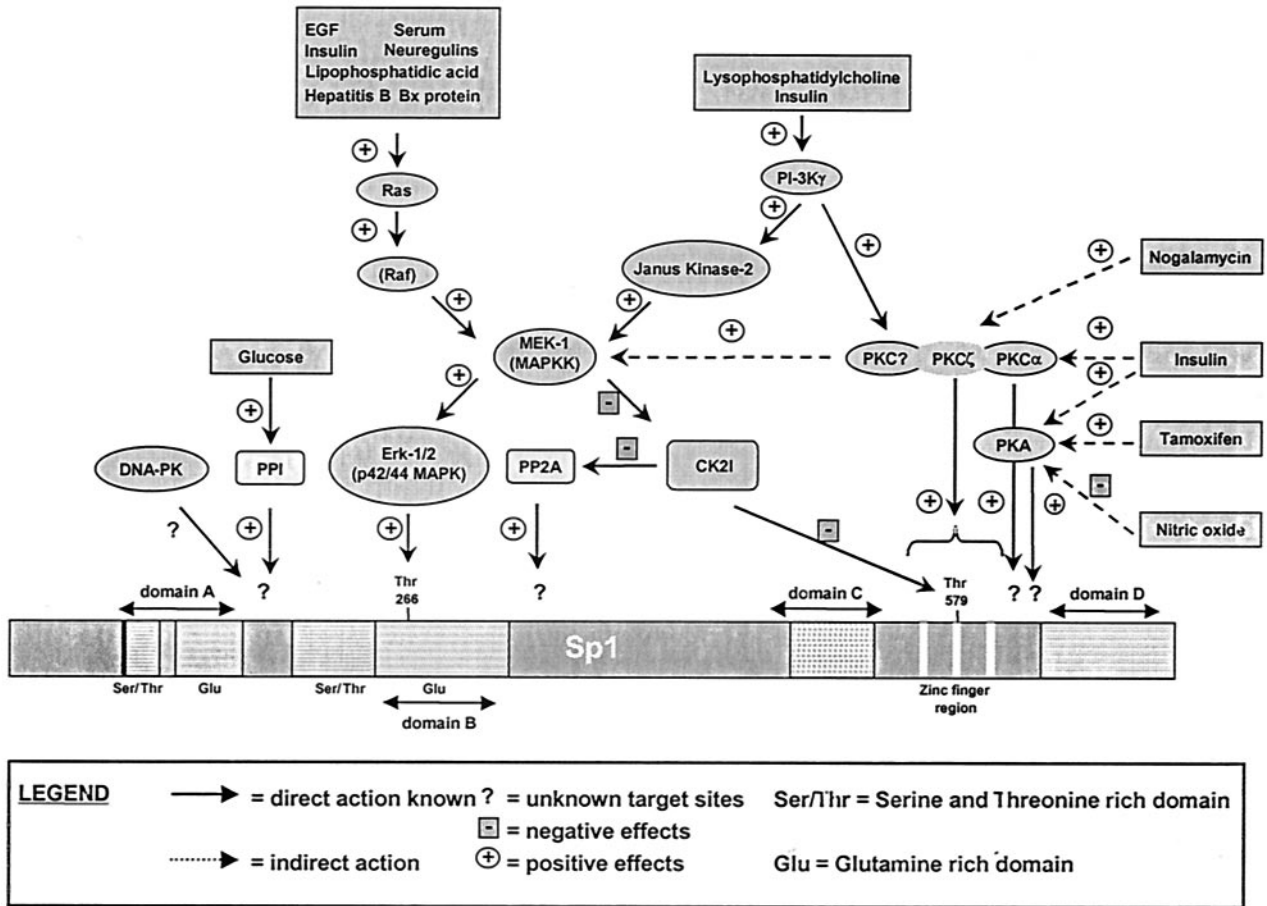 EGF Serum
Insulin Neuregulins
Lipophosphatidic acid
Hepatitis B Bx protein
Lysophosphatidylcholine
Insulin
+
+
Ras
PI-3Kγ
+
+
+
(Raf)
Janus Kinase-2
Nogalamycin
+
+
+
+
Glucose
MEK-1
(MAPKK)
+
PKC?
PKCζ
PKCα
+
Insulin
+
+
-
+
DNA-PK
PPI
Erk-1/2
(p42/44 MAPK)
PP2A
-
CK2I
PKA
+
Tamoxifen
-
Nitric oxide
?
+
+
+
-
+
+
+
domain A
?
Thr
266
?
domain C
Thr
579
? ?
domain D
Sp1
Ser/Thr
Glu
Ser/Thr
Glu
domain B
Zinc finger
region
LEGEND
= direct action known
? = unknown target sites
Ser/Thr = Serine and Threonine rich domain
- = negative effects
= indirect action
+ = positive effects
Glu = Glutamine rich domain